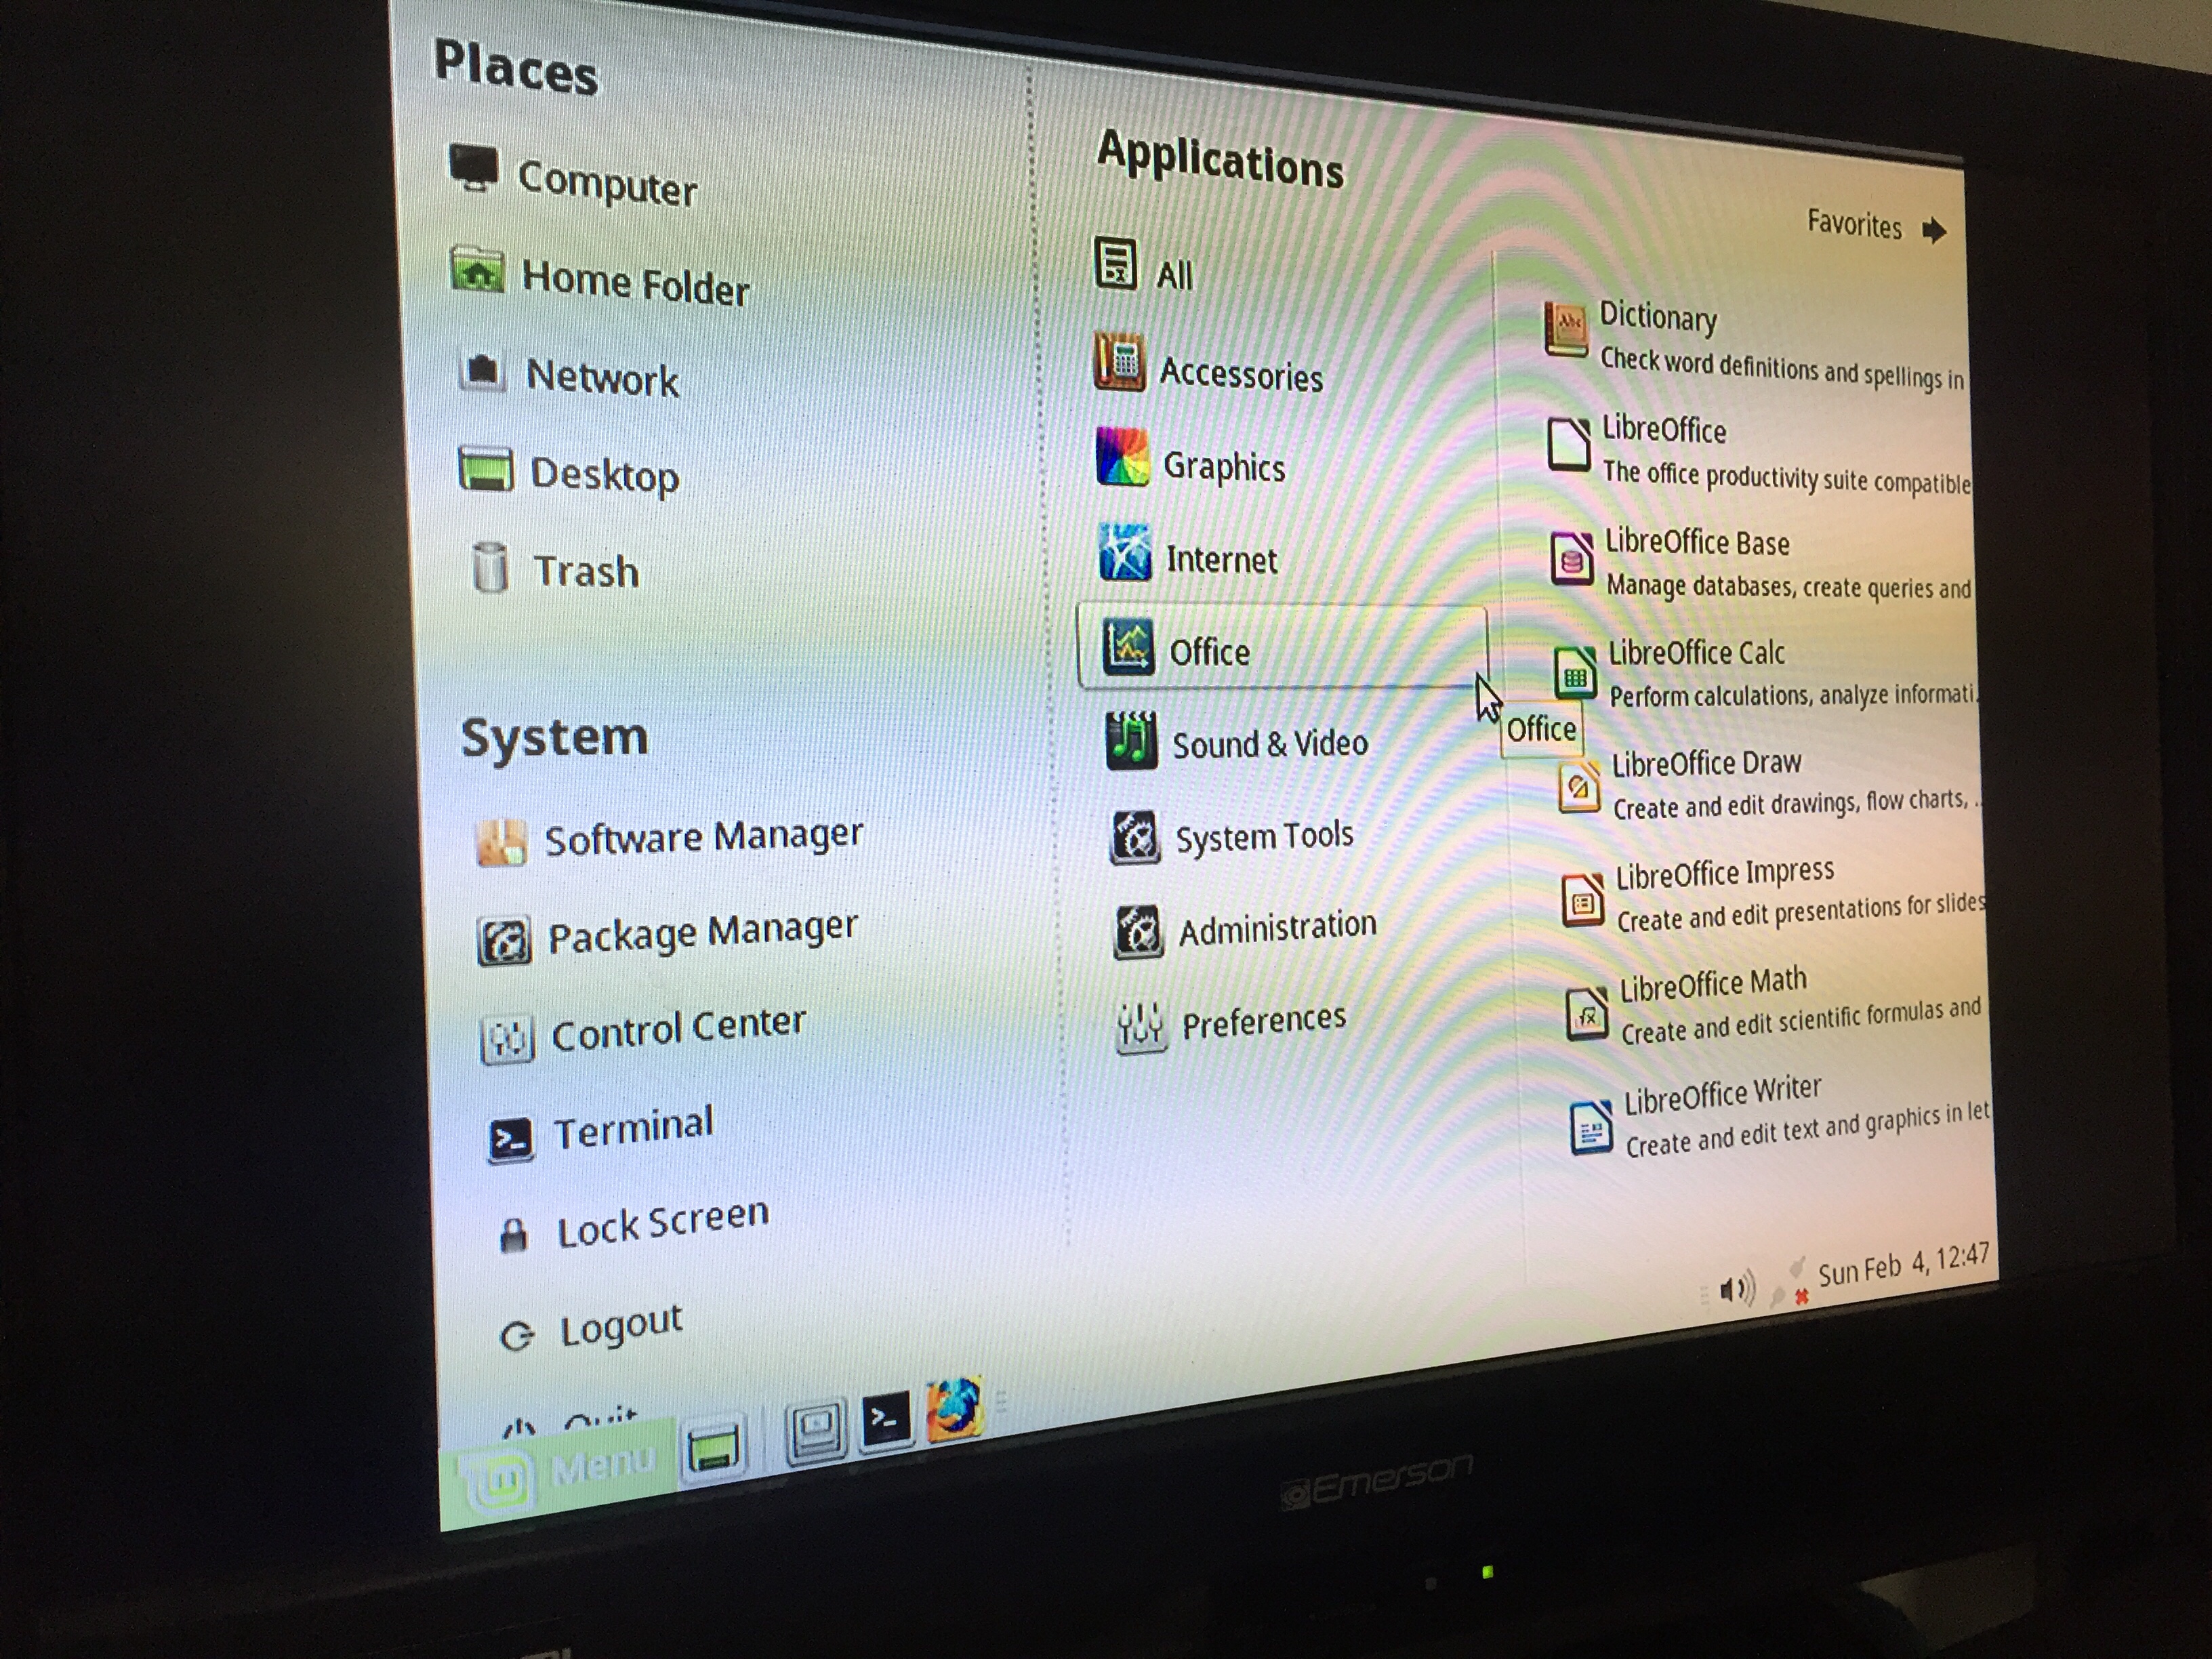 Places
Computer
Home Folder
Network
Desktop
Trash
System
Software Manager
Package Manager
Control Center
Terminal
Lock Screen
Logout
Quit
Menu
Applications
All
Accessories
Graphics
Internet
Office
Sound & Video
System Tools
Administration
Preferences
Office
Favorites
Dictionary
Check word definitions and spellings in
LibreOffice
The office productivity suite compatible
LibreOffice Base
Manage databases, create queries and
LibreOffice Calc
Perform calculations, analyze informati.
LibreOffice Draw
Create and edit drawings, flow charts, ..
LibreOffice Impress
Create and edit presentations for slides
LibreOffice Math
Create and edit scientific formulas and
LibreOffice Writer
Create and edit text and graphics in let
Sun Feb 4, 12:47
Emerson